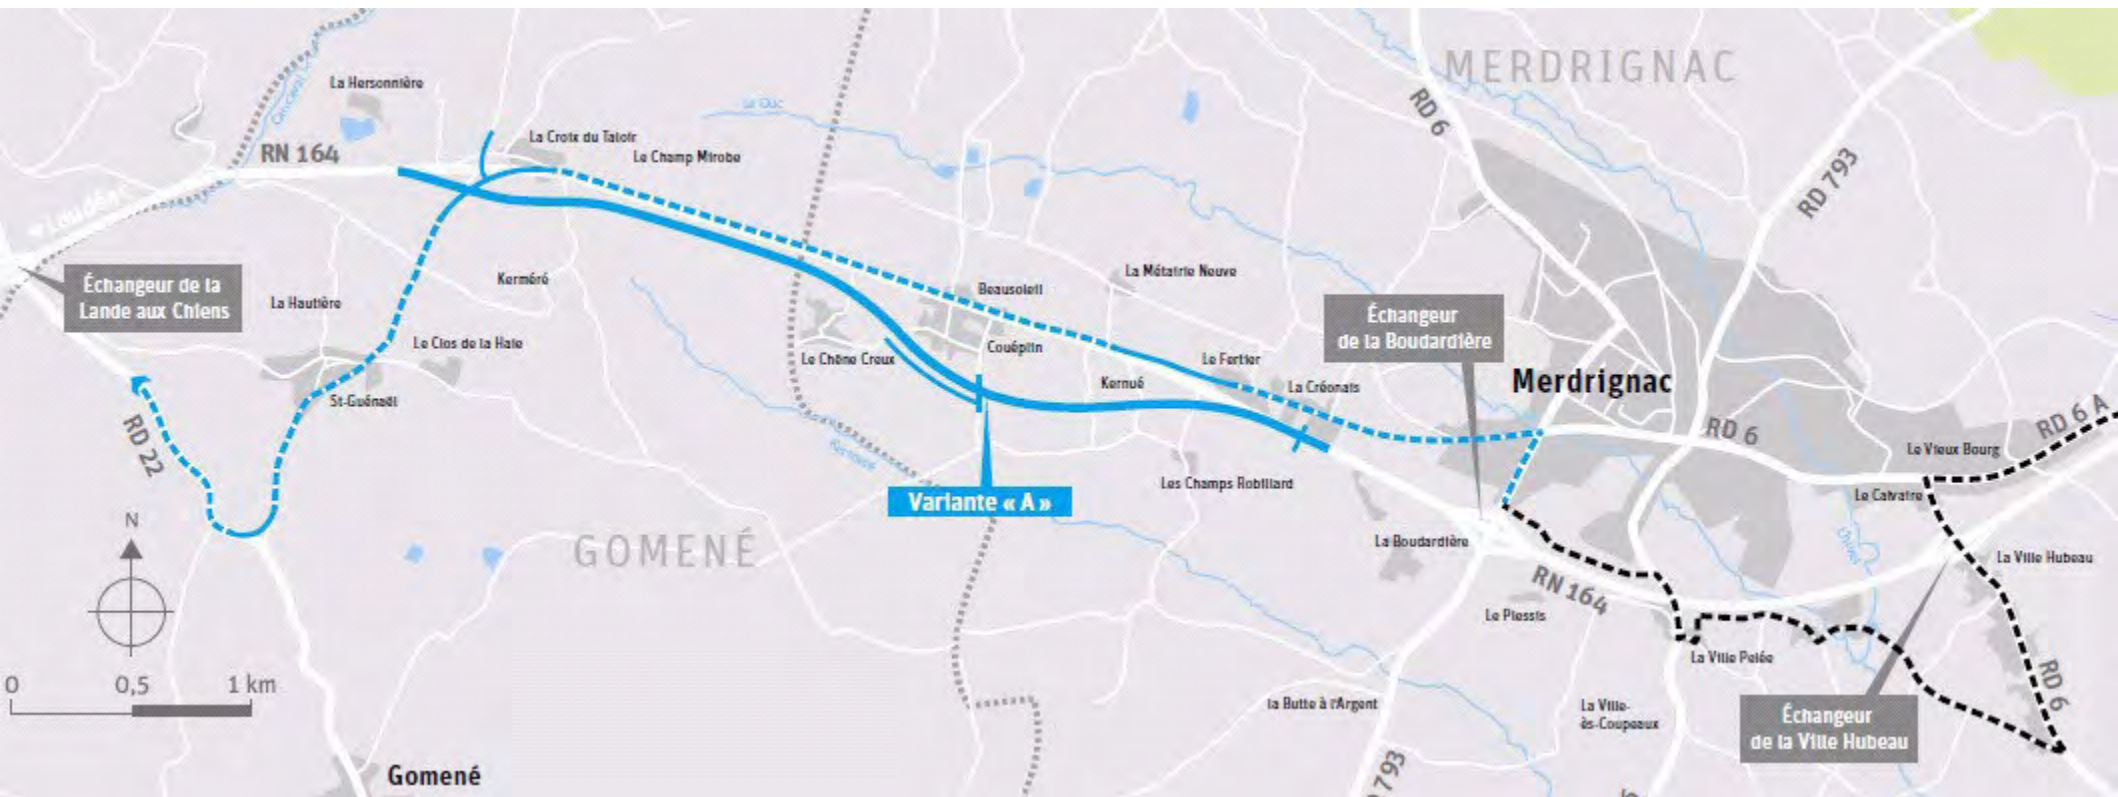 MERDRIGNAC
La Hersonnière
RD 6
Le Duc
La Croix du Taloir
Le Champ Mirobe
RN 164
RD 793
Loudéac
Échangeur de la
Lande aux Chiens
La Hautière
Kerméré
Beausoleil
La Métairie Neuve
Échangeur
de la Boudardière
Le Clos de la Haie
Le Chêne Creux
Couéplin
Le Fertier
Kernué
La Créonais
Merdrignac
St-Guénaël
RD 22
RD 6
RD 6 A
Le Vieux Bourg
Le Calvaire
Les Champs Robillard
Variante « A »
N
GOMENÉ
La Boudardière
RN 164
La Ville Hubeau
Le Plessis
La Ville Pelée
RD 6
0 0,5 1 km
la Butte à l'Argent
La Ville-
ès-Coupeaux
Échangeur
de la Ville Hubeau
Gomené
793